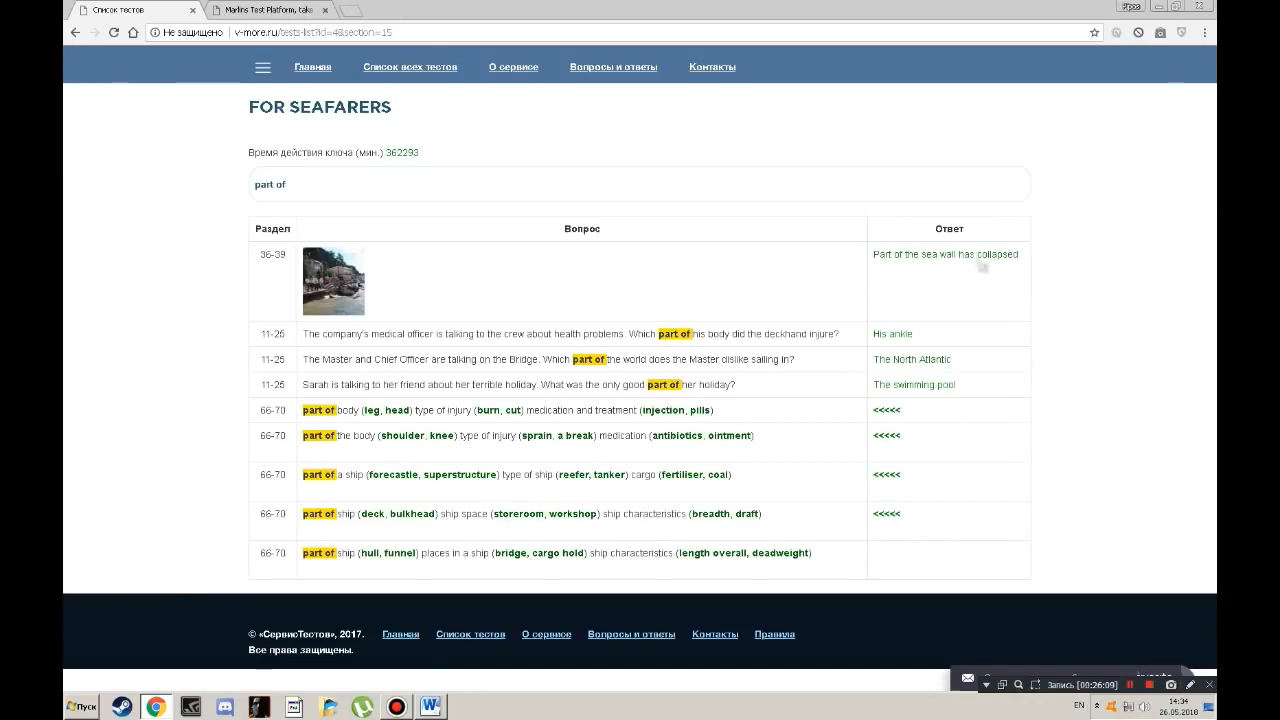 Список тестов
Marlins Test Platform, take
Не защищено v-more.ru/tests-list?id=4&section=15
Главная Список всех тестов О сервисе Вопросы и ответы Контакты
FOR SEAFARERS
Время действия ключа (мин.) 362293
part of
Раздел Вопрос Ответ
36-39 Part of the sea wall has collapsed
11-25 The company's medical officer is talking to the crew about health problems. Which part of his body did the deckhand injure? His ankle
11-25 The Master and Chief Officer are talking on the Bridge. Which part of the world does the Master dislike sailing in? The North Atlantic
11-25 Sarah is talking to her friend about her terrible holiday. What was the only good part of her holiday? The swimming pool
66-70 part of body (leg, head) type of injury (burn, cut) medication and treatment (injection, pills) <<<<<
66-70 part of the body (shoulder, knee) type of injury (sprain, a break) medication (antibiotics, ointment) <<<<<
66-70 part of a ship (forecastle, superstructure) type of ship (reefer, tanker) cargo (fertiliser, coal) <<<<<
66-70 part of ship (deck, bulkhead) ship space (storeroom, workshop) ship characteristics (breadth, draft) <<<<<
66-70 part of ship (hull, funnel) places in a ship (bridge, cargo hold) ship characteristics (length overall, deadweight)
© «СервисТестов», 2017. Главная Список тестов О сервисе Вопросы и ответы Контакты Правила
Все права защищены.
Запись [00:26:09]
Пуск
EN
14:34
26.05.2018